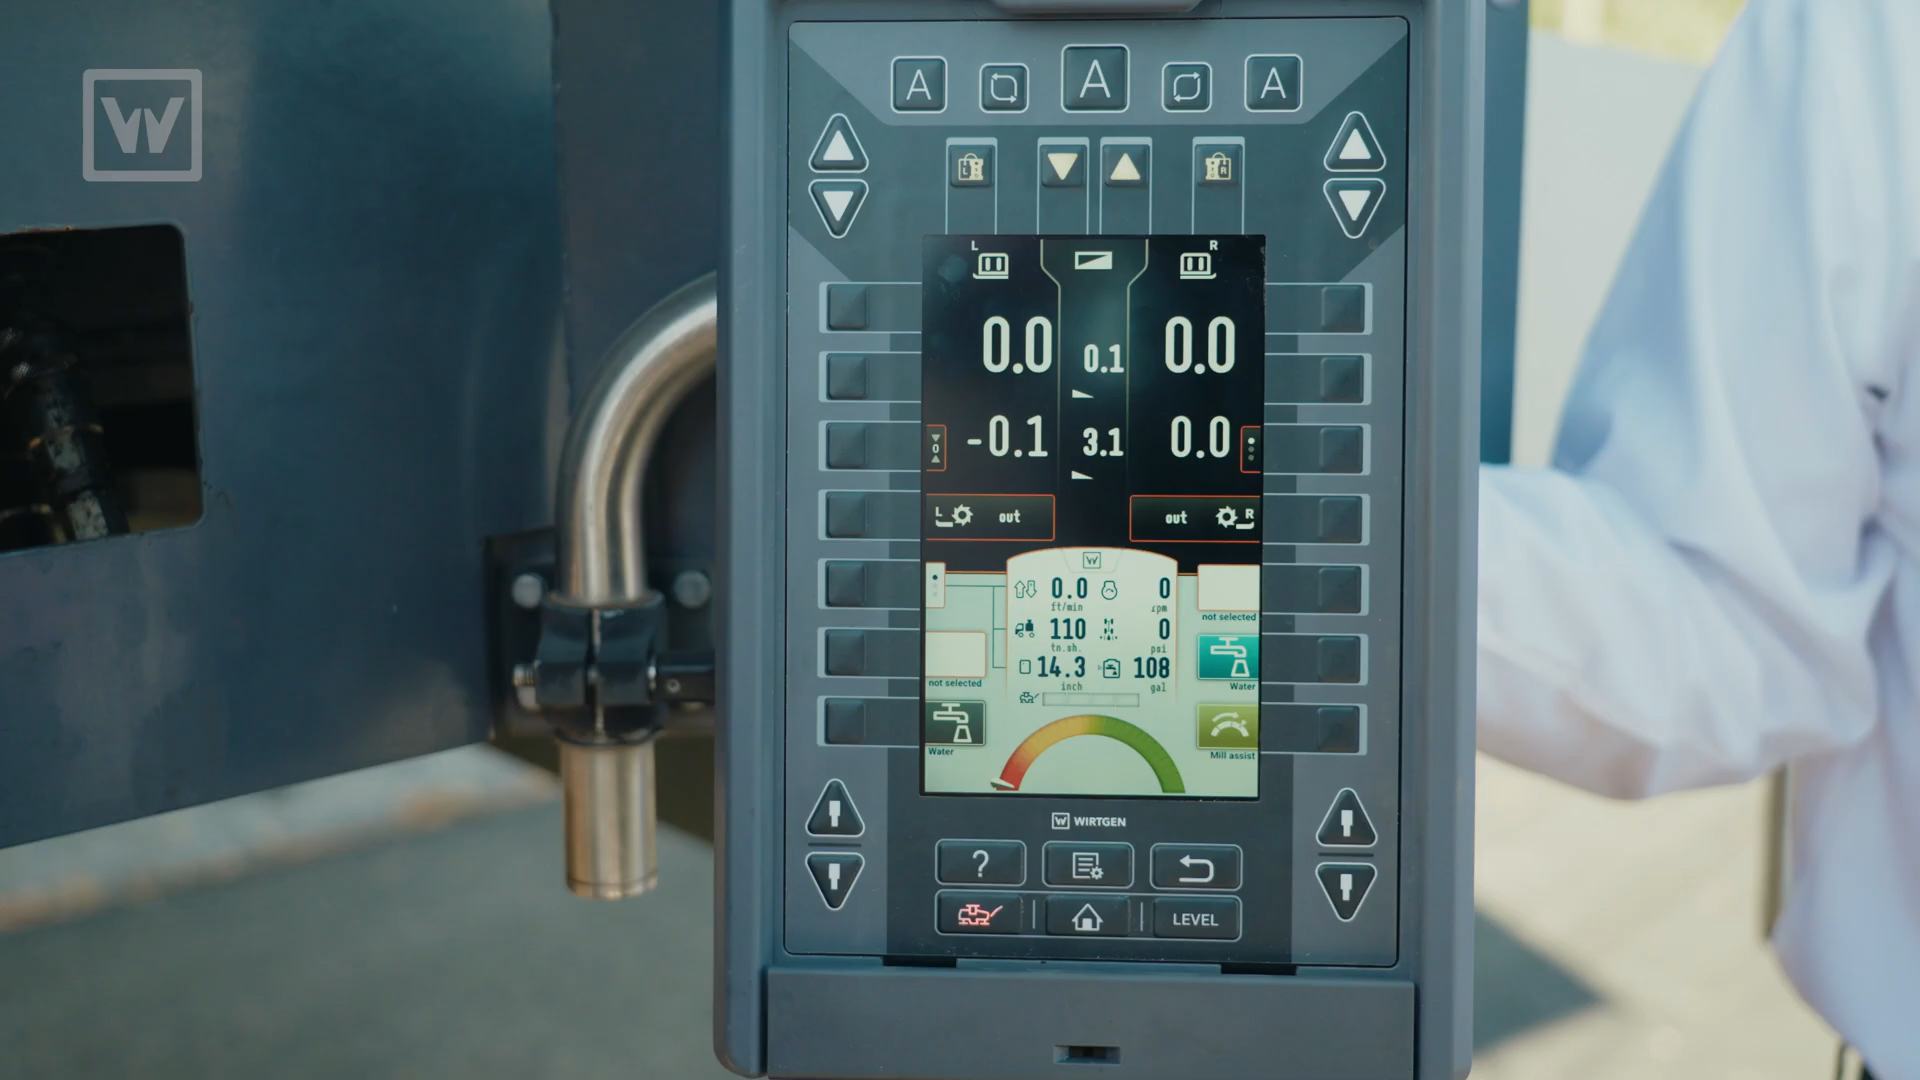 W
A A A
L R
L R
0.0 0.1 0.0
-0.1 3.1 0.0
0
L out out R
W
0.0 0
ft/min rpm
not selected
110 0
tn.sh. psi
14.3 108
inch gal
not selected
Water
Water
Mill assist
W WIRTGEN
?
LEVEL